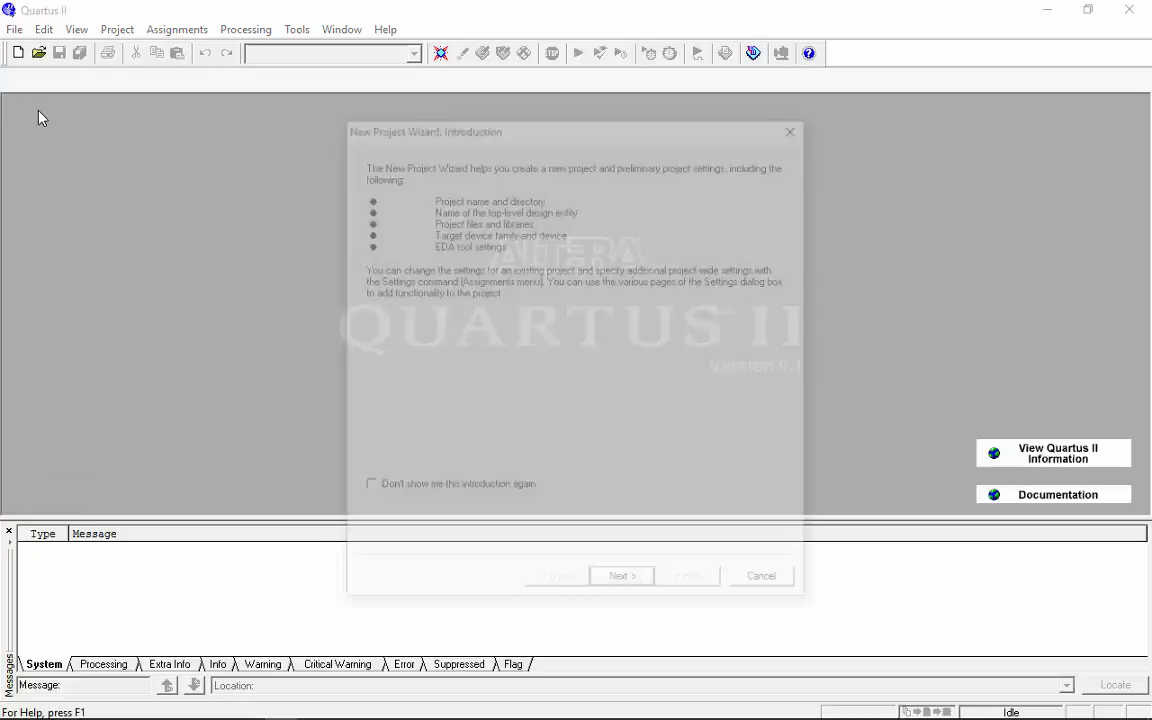 Quartus II
File Edit View Project Assignments Processing Tools Window Help
STOP
New Project Wizard: Introduction
The New Project Wizard helps you create a new project and preliminary project settings, including the
following:
Project name and directory
Name of the top-level design entity
Project files and libraries
Target device family and device
EDA tool settings
ALTERA
You can change the settings for an existing project and specify additional project-wide settings with
the Settings command (Assignments menu). You can use the various pages of the Settings dialog box
to add functionality to the project.
QUARTUS II
Version 9.1
View Quartus II
Information
Don't show me this introduction again
Documentation
Type Message
Next > Cancel
System Processing Extra Info Info Warning Critical Warning Error Suppressed Flag
Messages
Message: Location: Locate
For Help, press F1 Idle